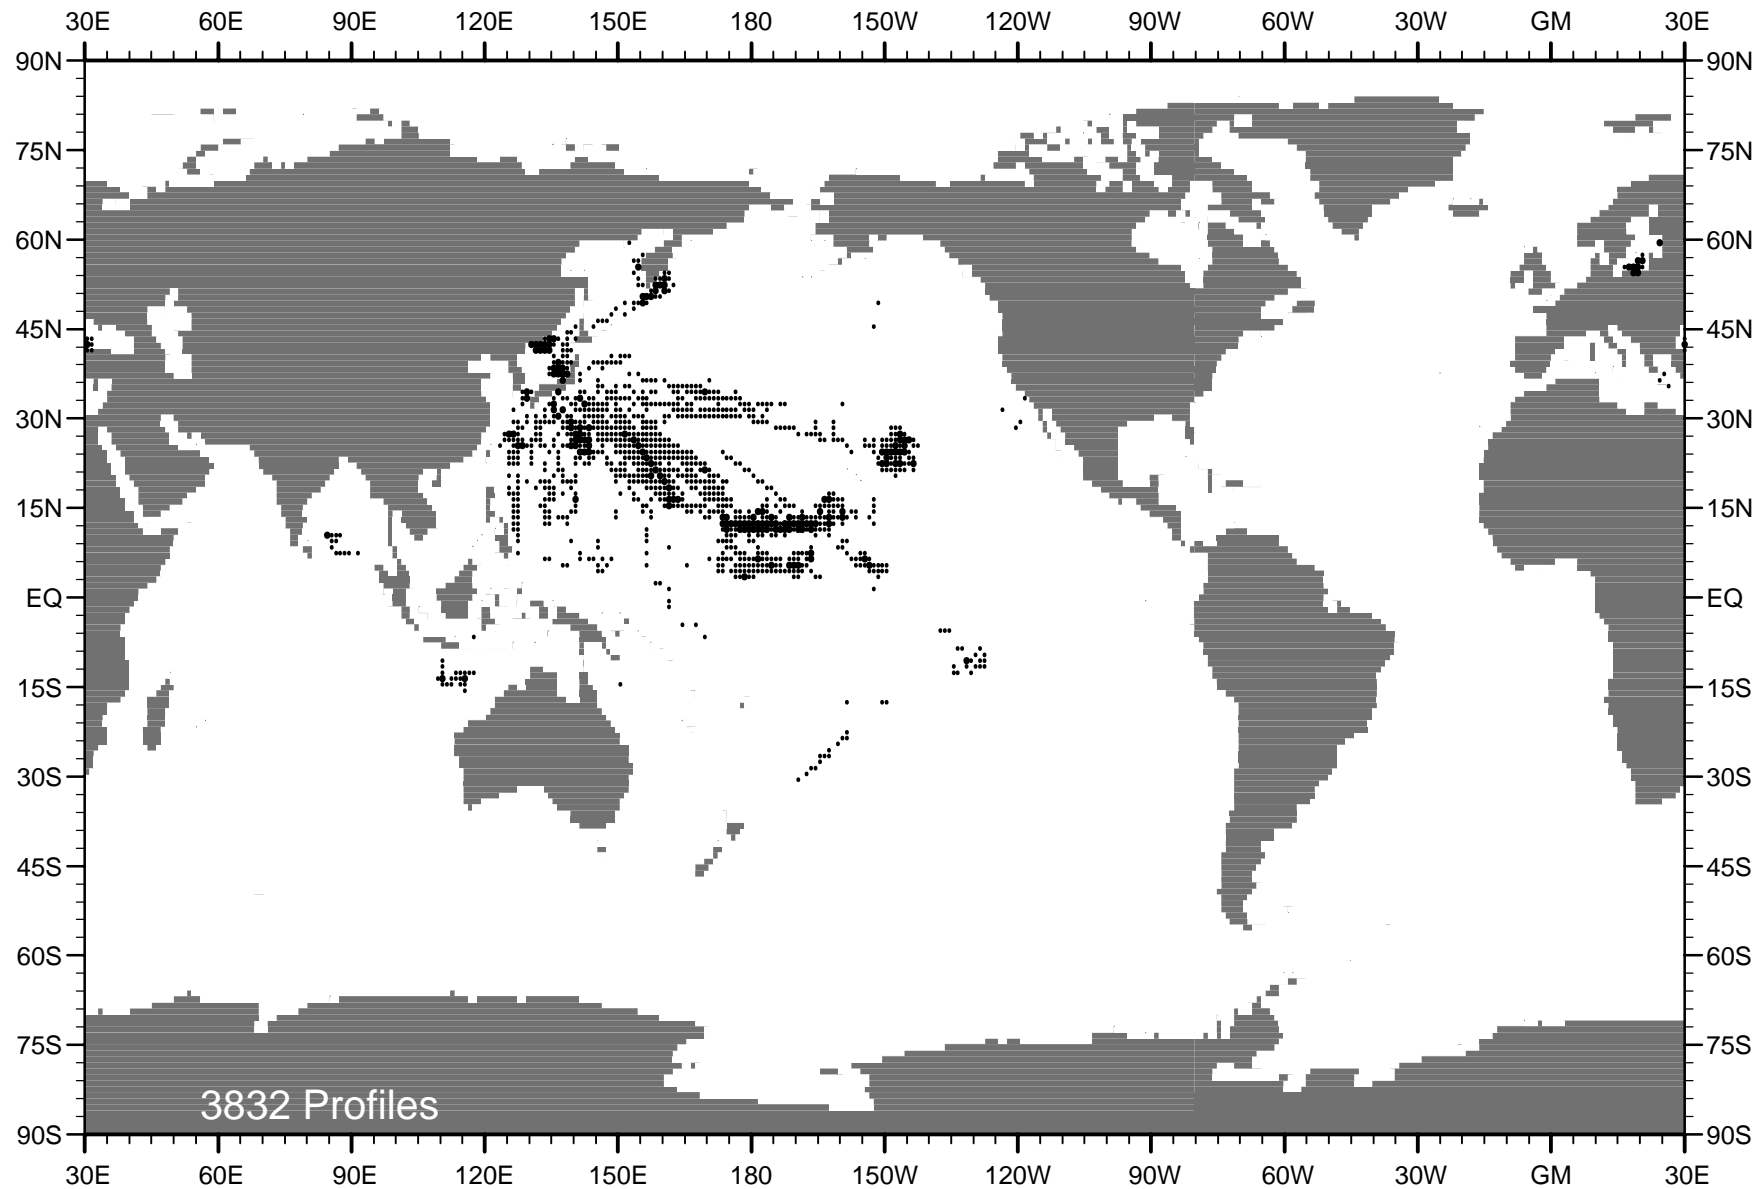 30E 60E 90E 120E 150E 180 150W 120W 90W 60W 30W GM 30E
90N 90N
75N 75N
60N 60N
45N 45N
30N 30N
15N 15N
EQ EQ
15S 15S
30S 30S
45S 45S
60S 60S
75S 75S
3832 Profiles
90S 90S
30E 60E 90E 120E 150E 180 150W 120W 90W 60W 30W GM 30E